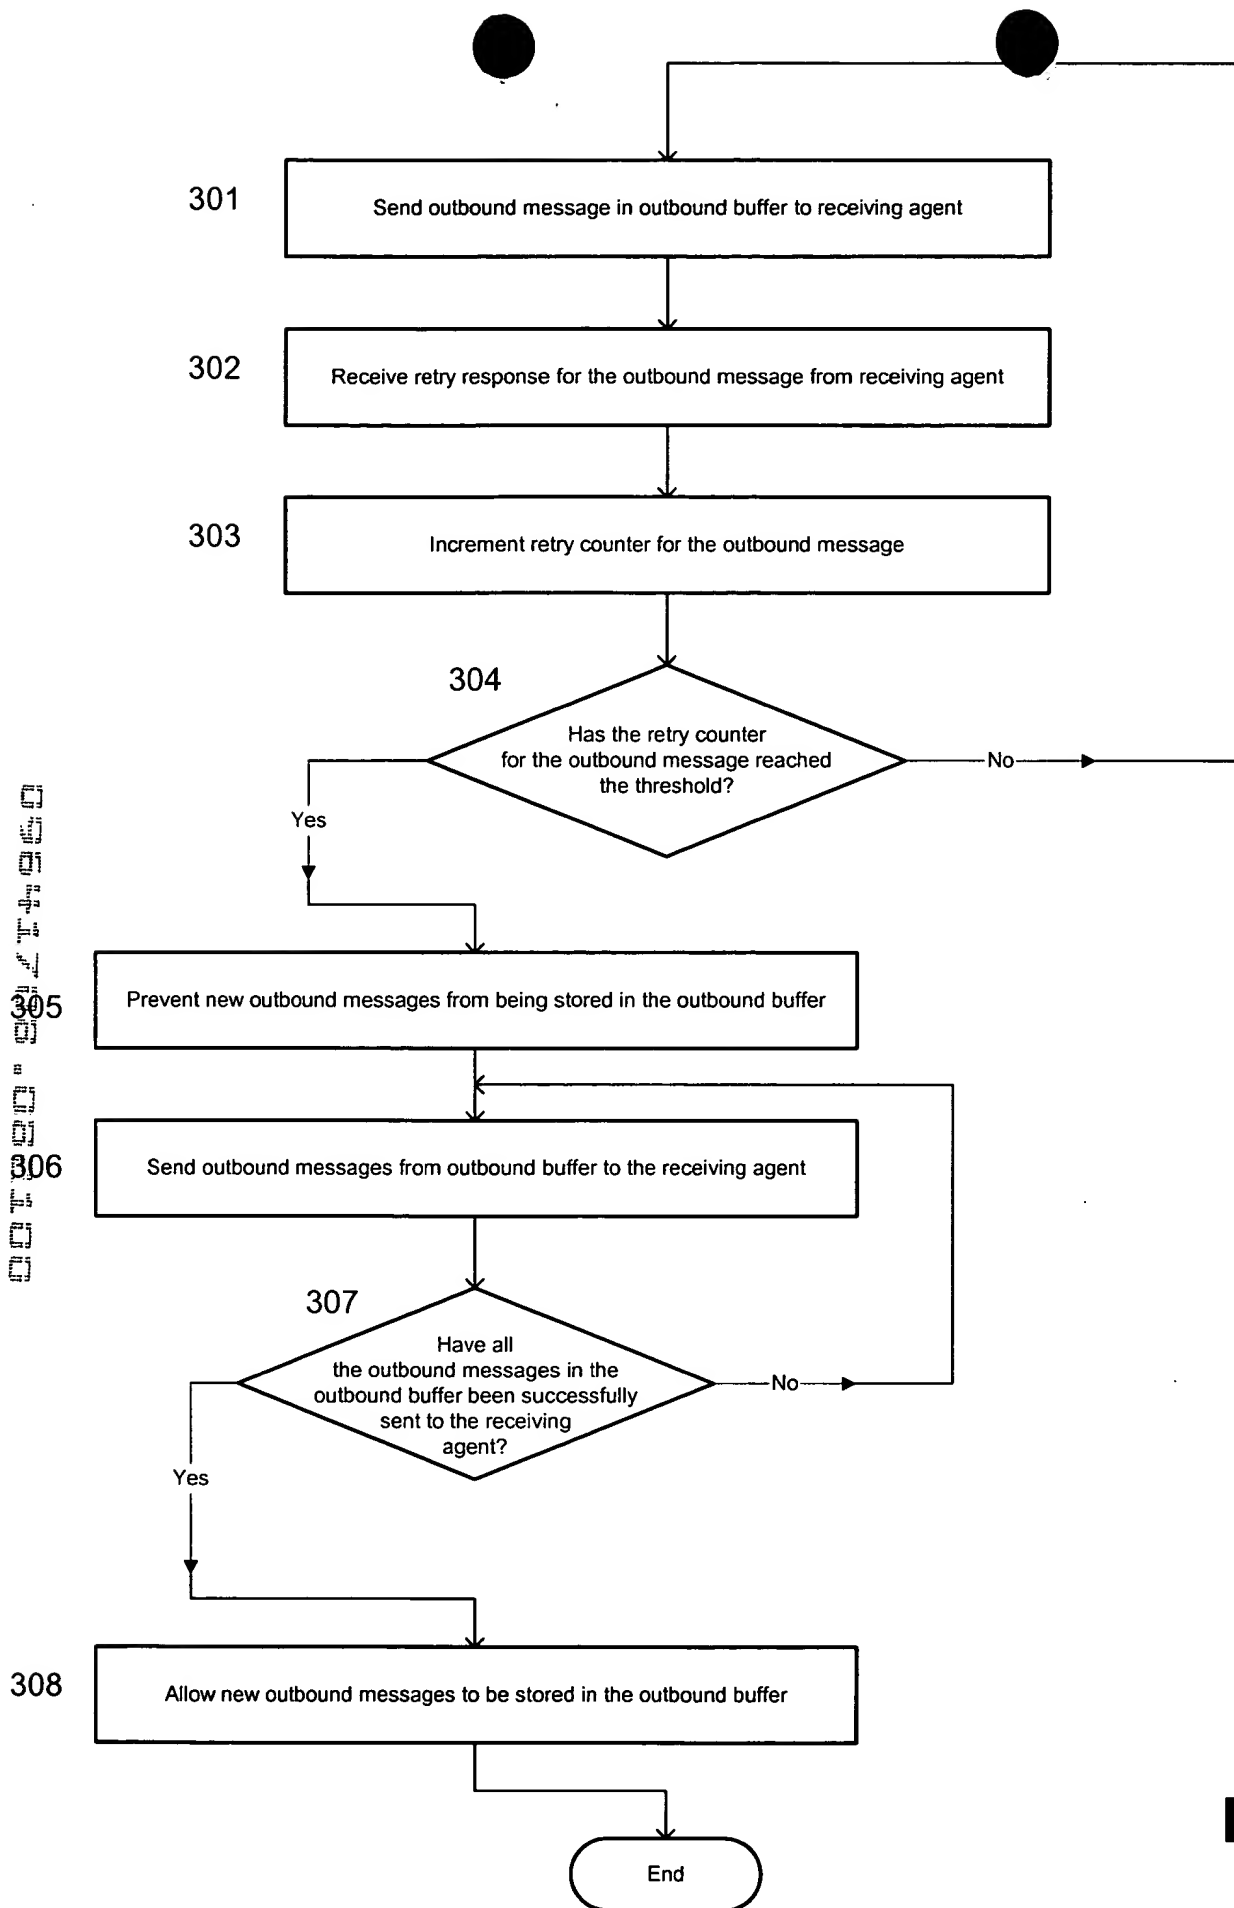 301
Send outbound message in outbound buffer to receiving agent
302
Receive retry response for the outbound message from receiving agent
303
Increment retry counter for the outbound message
304
Has the retry counter
for the outbound message reached
the threshold?
No
Yes
305
Prevent new outbound messages from being stored in the outbound buffer
306
Send outbound messages from outbound buffer to the receiving agent
307
Have all
the outbound messages in the
outbound buffer been successfully
sent to the receiving
agent?
No
Yes
308
Allow new outbound messages to be stored in the outbound buffer
End